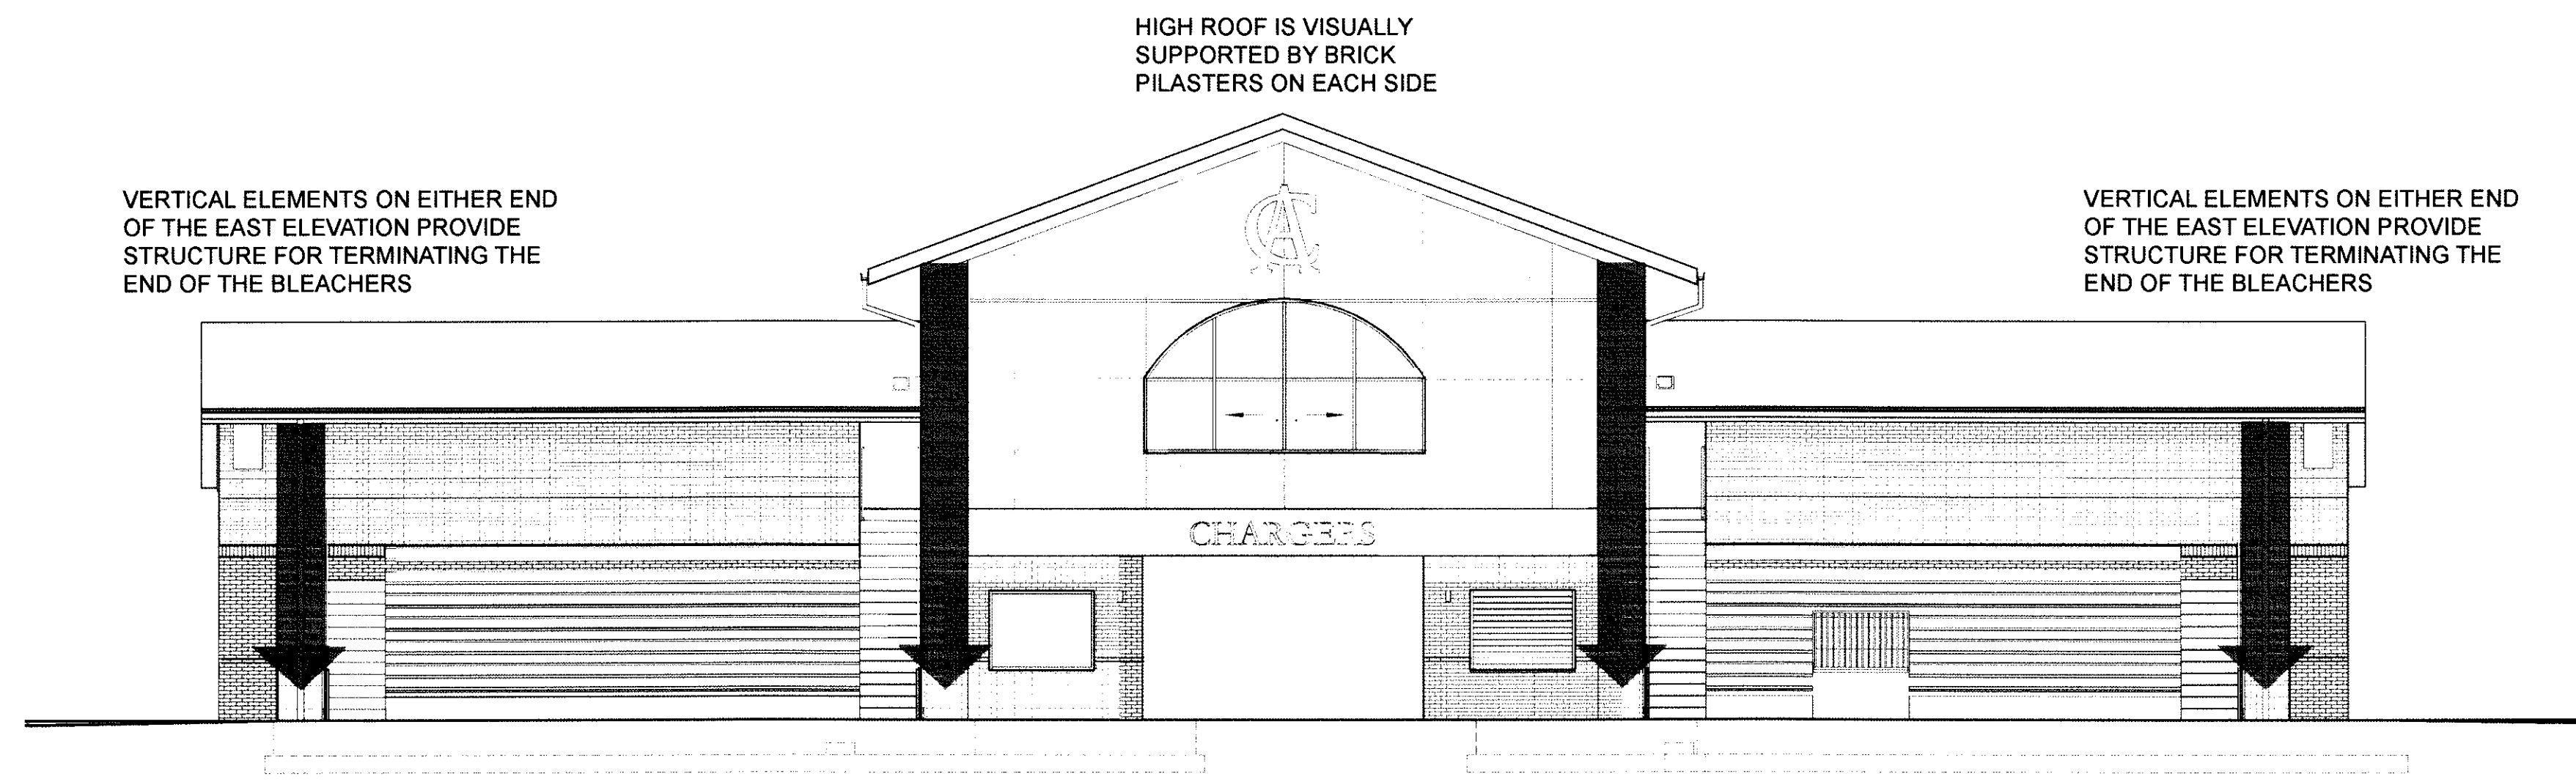 HIGH ROOF IS VISUALLY
SUPPORTED BY BRICK
PILASTERS ON EACH SIDE
VERTICAL ELEMENTS ON EITHER END
OF THE EAST ELEVATION PROVIDE
STRUCTURE FOR TERMINATING THE
END OF THE BLEACHERS
VERTICAL ELEMENTS ON EITHER END
OF THE EAST ELEVATION PROVIDE
STRUCTURE FOR TERMINATING THE
END OF THE BLEACHERS
CA
CHARGERS